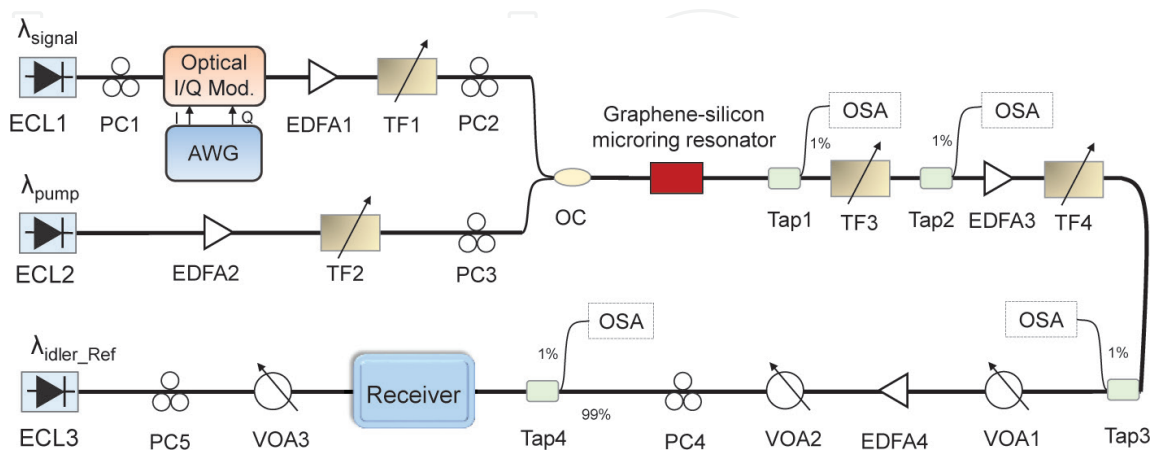 λsignal
ECL1
PC1
Optical
I/Q Mod.
I
Q
AWG
EDFA1
TF1
PC2
λpump
ECL2
EDFA2
TF2
PC3
OC
Graphene-silicon
microring resonator
Tap1
1%
OSA
TF3
Tap2
1%
OSA
EDFA3
TF4
λidler_Ref
ECL3
PC5
VOA3
Receiver
Tap4
1%
99%
OSA
PC4
VOA2
EDFA4
VOA1
OSA
1%
Tap3